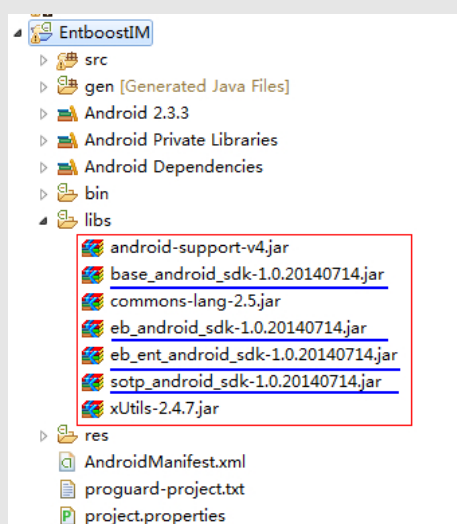 EntboostIM
src
gen [Generated Java Files]
Android 2.3.3
Android Private Libraries
Android Dependencies
bin
libs
android-support-v4.jar
base_android_sdk-1.0.20140714.jar
commons-lang-2.5.jar
eb_android_sdk-1.0.20140714.jar
eb_ent_android_sdk-1.0.20140714.jar
sotp_android_sdk-1.0.20140714.jar
xUtils-2.4.7.jar
res
AndroidManifest.xml
proguard-project.txt
project.properties